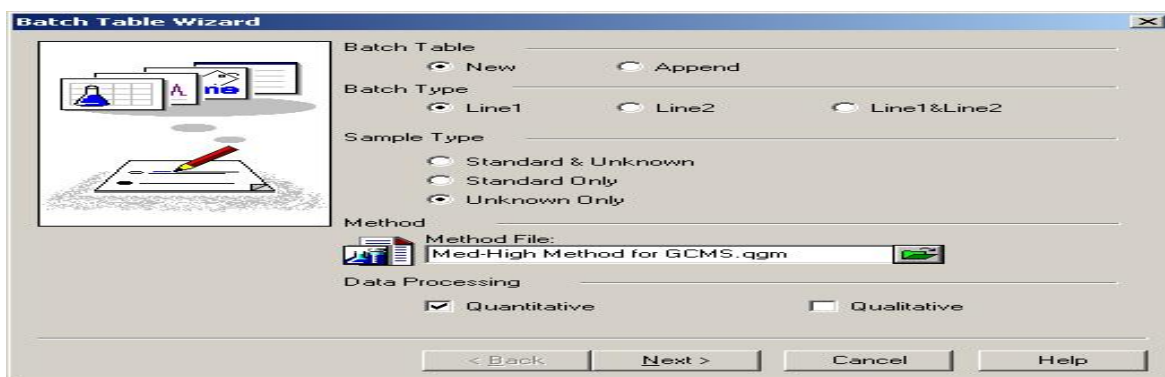 Batch Table Wizard
Batch Table
New Append
Batch Type
Line1 Line2 Line1&Line2
Sample Type
Standard & Unknown
Standard Only
Unknown Only
Method
Method File:
Med-High Method for GCMS.qgm
Data Processing
Quantitative Qualitative
< Back Next > Cancel Help